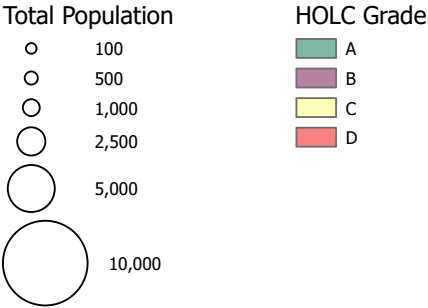 Total Population
100
500
1,000
2,500
5,000
10,000
HOLC Grade
A
B
C
D